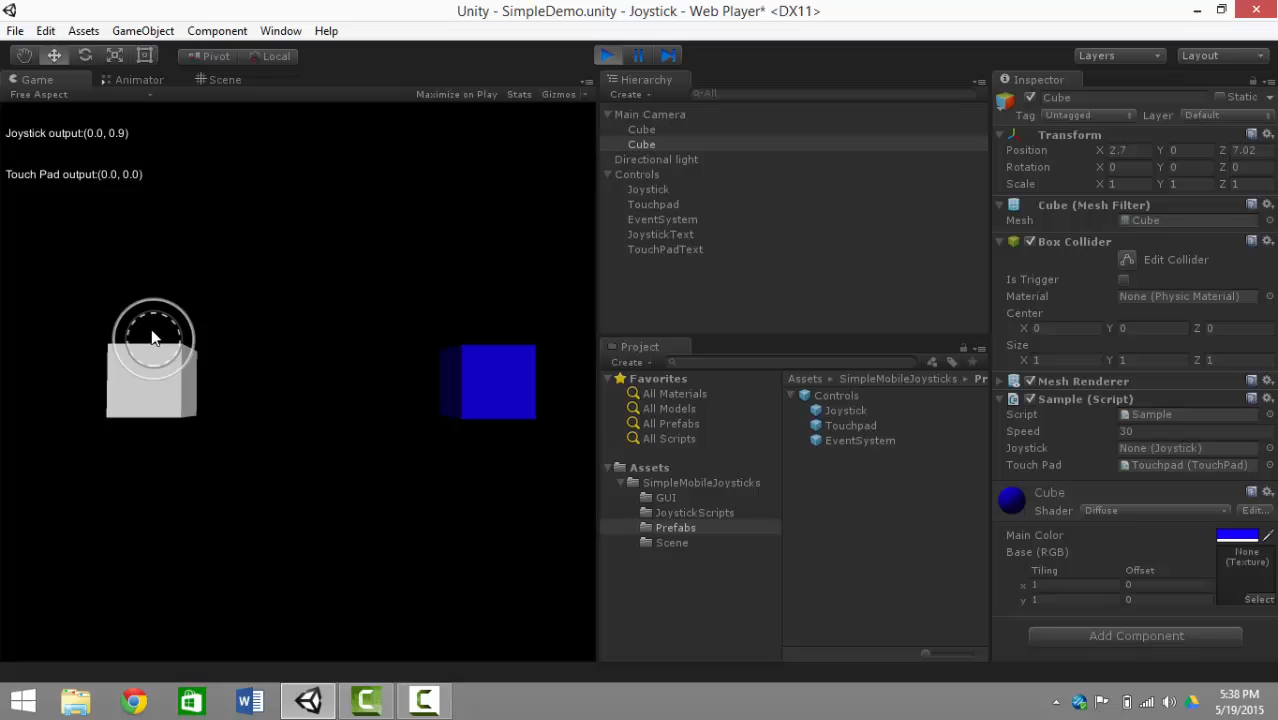 Unity - SimpleDemo.unity - Joystick - Web Player* <DX11>
File Edit Assets GameObject Component Window Help
Pivot Local Layers Layout
Game Animator Scene
Free Aspect Maximize on Play Stats Gizmos
Joystick output:(0.0, 0.9)
Touch Pad output:(0.0, 0.0)
Hierarchy
Create All
Main Camera
Cube
Cube
Directional light
Controls
Joystick
Touchpad
EventSystem
JoystickText
TouchPadText
Project
Create
Favorites
All Materials
All Models
All Prefabs
All Scripts
Assets
SimpleMobileJoysticks
GUI
JoystickScripts
Prefabs
Scene
Assets SimpleMobileJoysticks Pr
Controls
Joystick
Touchpad
EventSystem
Inspector
Cube Static
Tag Untagged Layer Default
Transform
Position X 2.7 Y 0 Z 7.02
Rotation X 0 Y 0 Z 0
Scale X 1 Y 1 Z 1
Cube (Mesh Filter)
Mesh Cube
Box Collider
Edit Collider
Is Trigger
Material None (Physic Material)
Center
X 0 Y 0 Z 0
Size
X 1 Y 1 Z 1
Mesh Renderer
Sample (Script)
Script Sample
Speed 30
Joystick None (Joystick)
Touch Pad Touchpad (TouchPad)
Cube
Shader Diffuse Edit...
Main Color
Base (RGB) None (Texture)
Tiling Offset
x 1 0
y 1 0 Select
Add Component
5:38 PM
5/19/2015